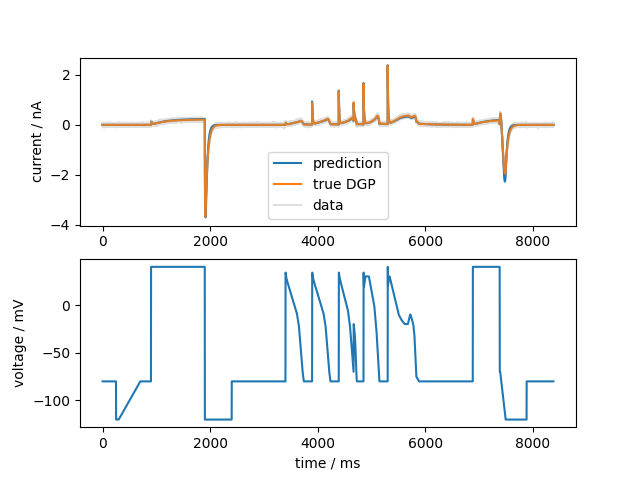 current / nA
2
0
−2
−4
prediction
true DGP
data
0
2000
4000
6000
8000
voltage / mV
0
−50
−100
0
2000
4000
6000
8000
time / ms